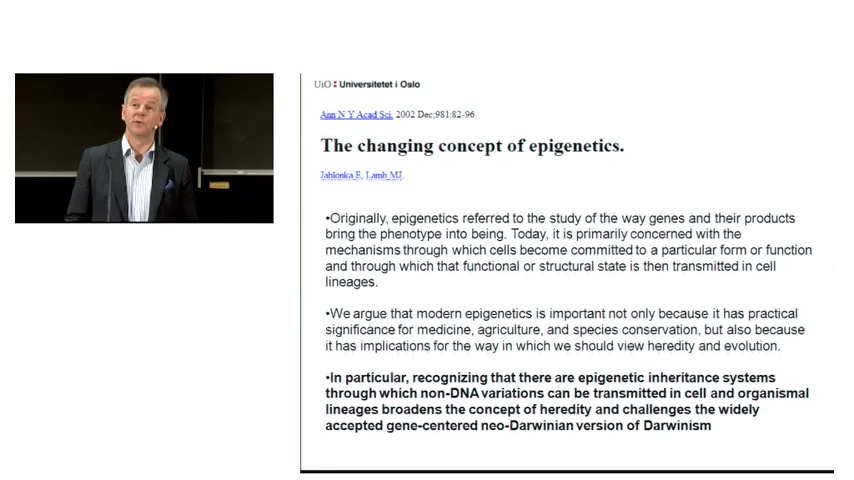 UiO Universitetet i Oslo
Ann N Y Acad Sci. 2002 Dec;981:82-96.
The changing concept of epigenetics.
Jablonka E, Lamb MJ.
•Originally, epigenetics referred to the study of the way genes and their products
bring the phenotype into being. Today, it is primarily concerned with the
mechanisms through which cells become committed to a particular form or function
and through which that functional or structural state is then transmitted in cell
lineages.
•We argue that modern epigenetics is important not only because it has practical
significance for medicine, agriculture, and species conservation, but also because
it has implications for the way in which we should view heredity and evolution.
•In particular, recognizing that there are epigenetic inheritance systems
through which non-DNA variations can be transmitted in cell and organismal
lineages broadens the concept of heredity and challenges the widely
accepted gene-centered neo-Darwinian version of Darwinism